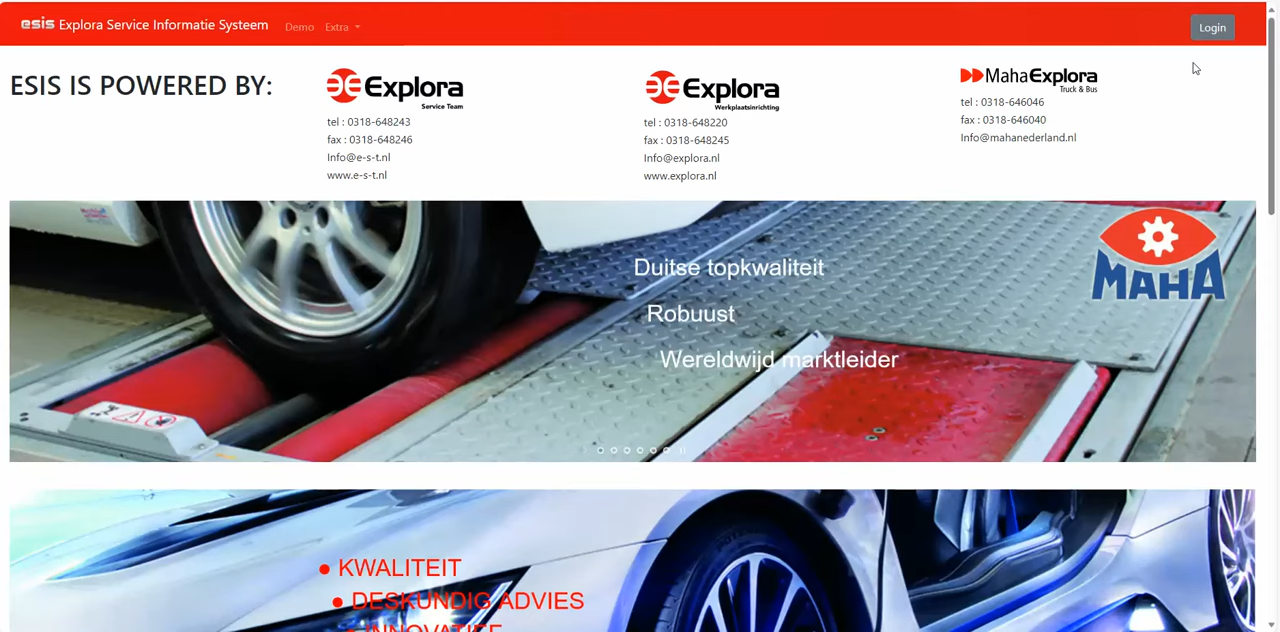 esis Explora Service Informatie Systeem Demo Extra Login
ESIS IS POWERED BY:
Explora
Service Team
tel : 0318-648243
fax : 0318-648246
Info@e-s-t.nl
www.e-s-t.nl
Explora
Werkplaatsinrichting
tel : 0318-648220
fax : 0318-648245
Info@explora.nl
www.explora.nl
MahaExplora
Truck & Bus
tel : 0318-646046
fax : 0318-646040
Info@mahanederland.nl
MAHA
Duitse topkwaliteit
Robuust
Wereldwijd marktleider
• KWALITEIT
• DESKUNDIG ADVIES
• INNOVATIEF